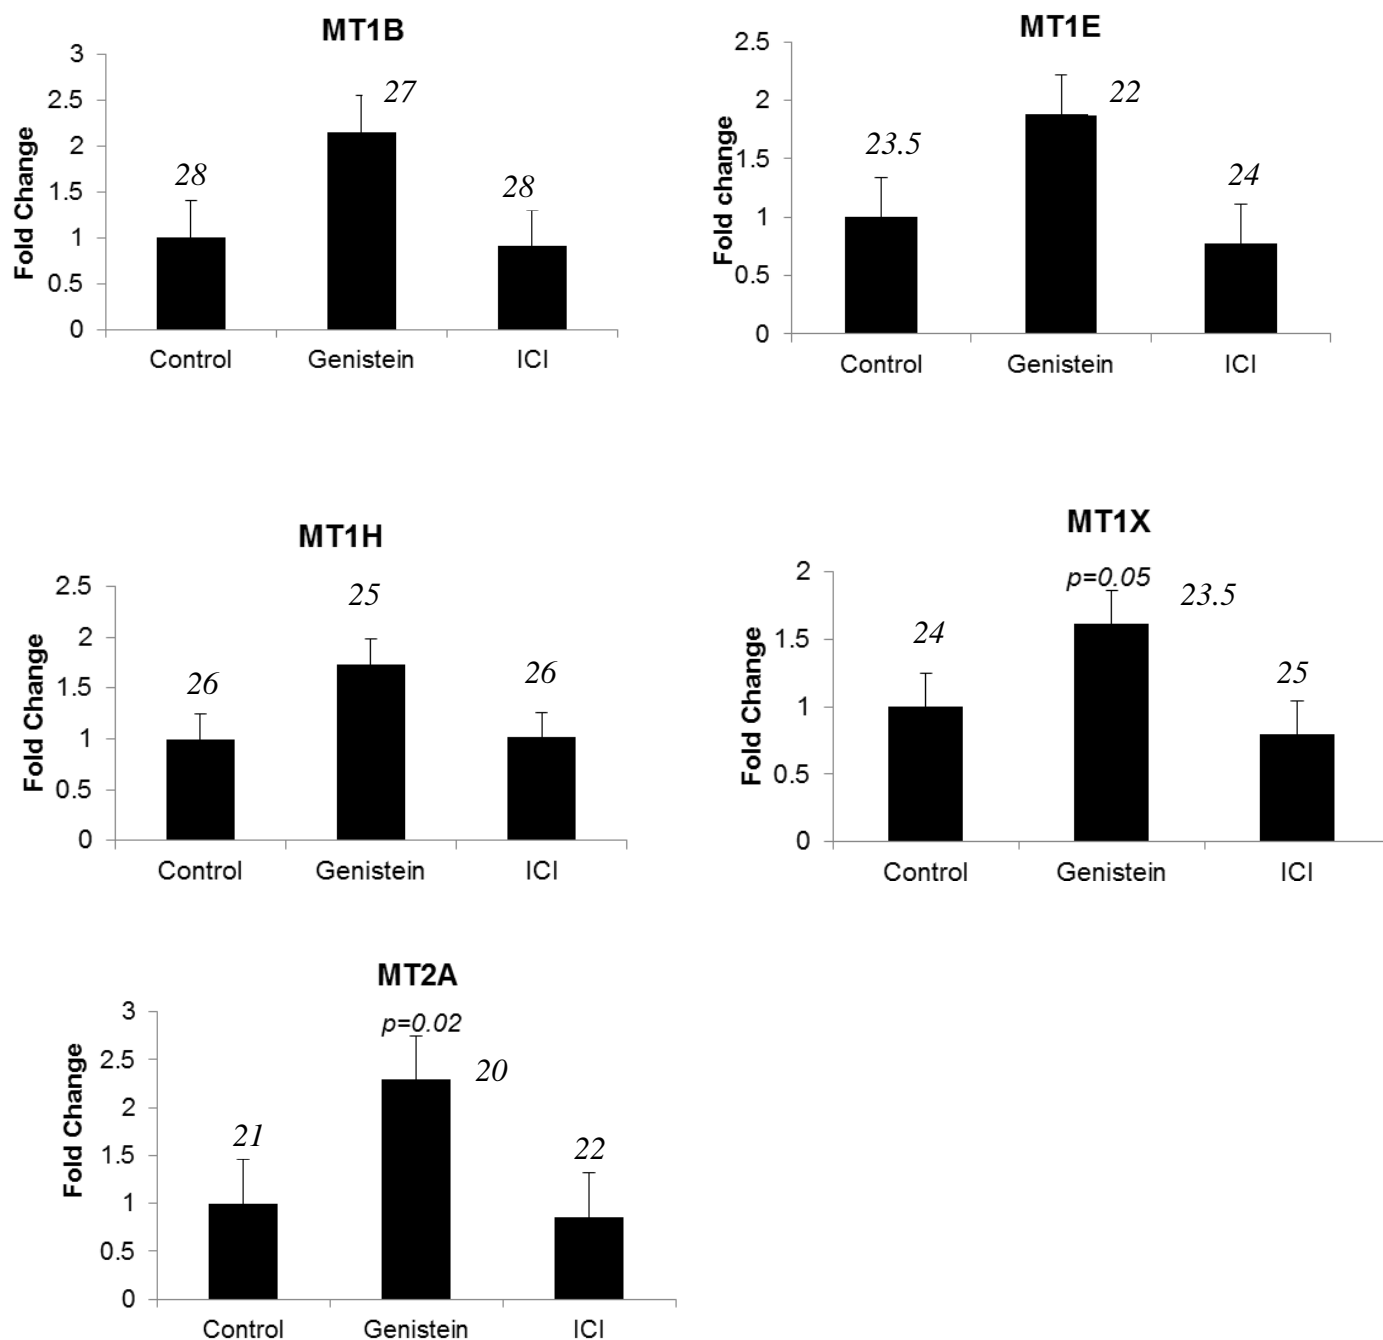 MT1B
3
2.5
2
1.5
1
0.5
0
Fold Change
28
27
28
Control Genistein ICI
MT1E
2.5
2
1.5
1
0.5
0
Fold change
23.5
22
24
Control Genistein ICI
MT1H
2.5
2
1.5
1
0.5
0
Fold Change
26
25
26
Control Genistein ICI
MT1X
2
1.5
1
0.5
0
Fold Change
p=0.05
24
23.5
25
Control Genistein ICI
MT2A
3
2.5
2
1.5
1
0.5
0
Fold Change
p=0.02
21
20
22
Control Genistein ICI